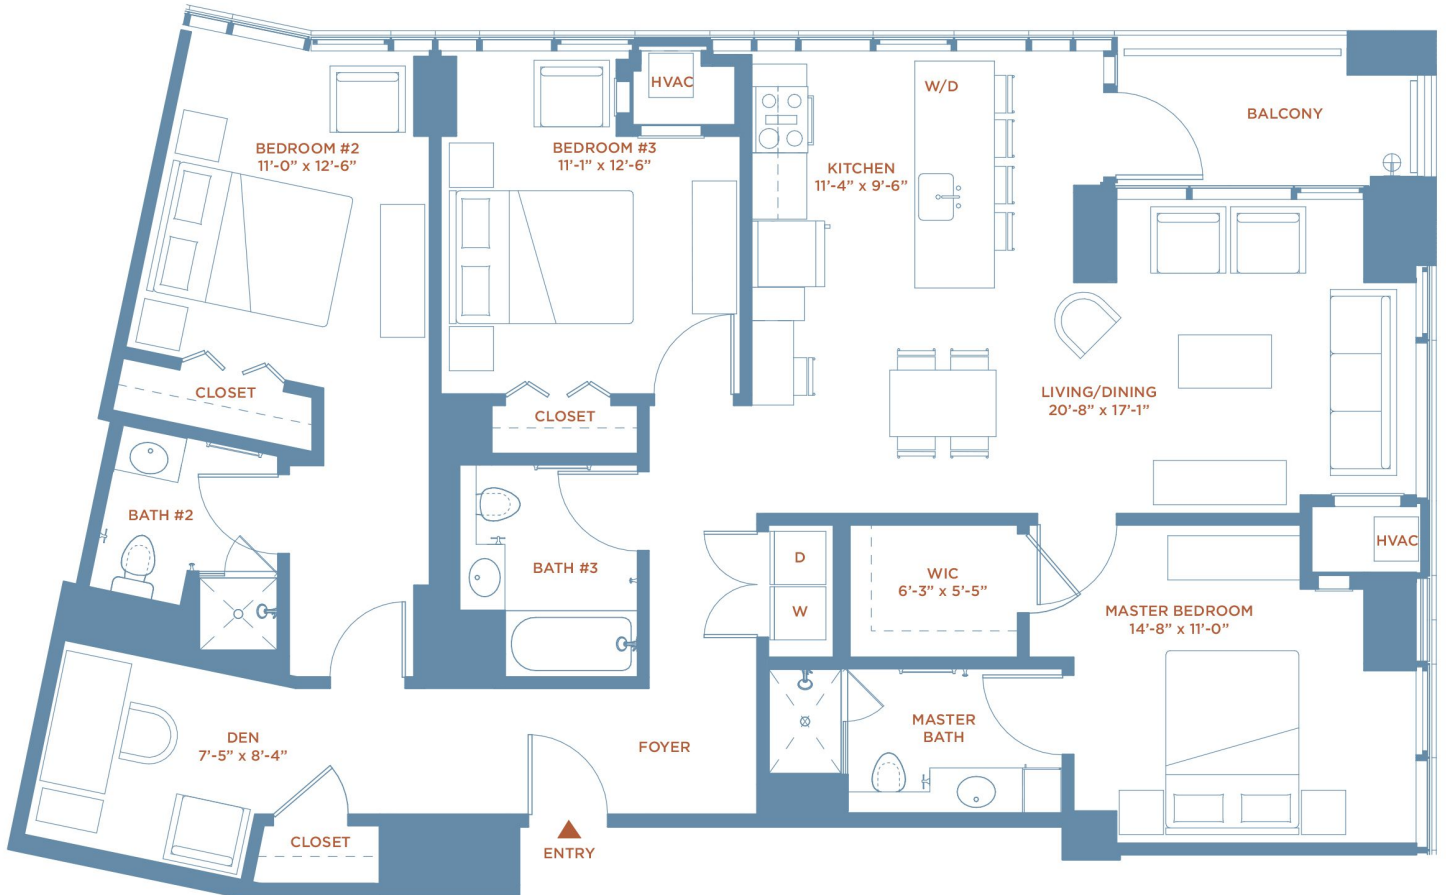 HVAC
W/D
BALCONY
BEDROOM #2
11'-0" x 12'-6"
BEDROOM #3
11'-1" x 12'-6"
KITCHEN
11'-4" x 9'-6"
CLOSET
CLOSET
LIVING/DINING
20'-8" x 17'-1"
BATH #2
BATH #3
D
W
WIC
6'-3" x 5'-5"
HVAC
MASTER BEDROOM
14'-8" x 11'-0"
DEN
7'-5" x 8'-4"
FOYER
MASTER
BATH
CLOSET
ENTRY